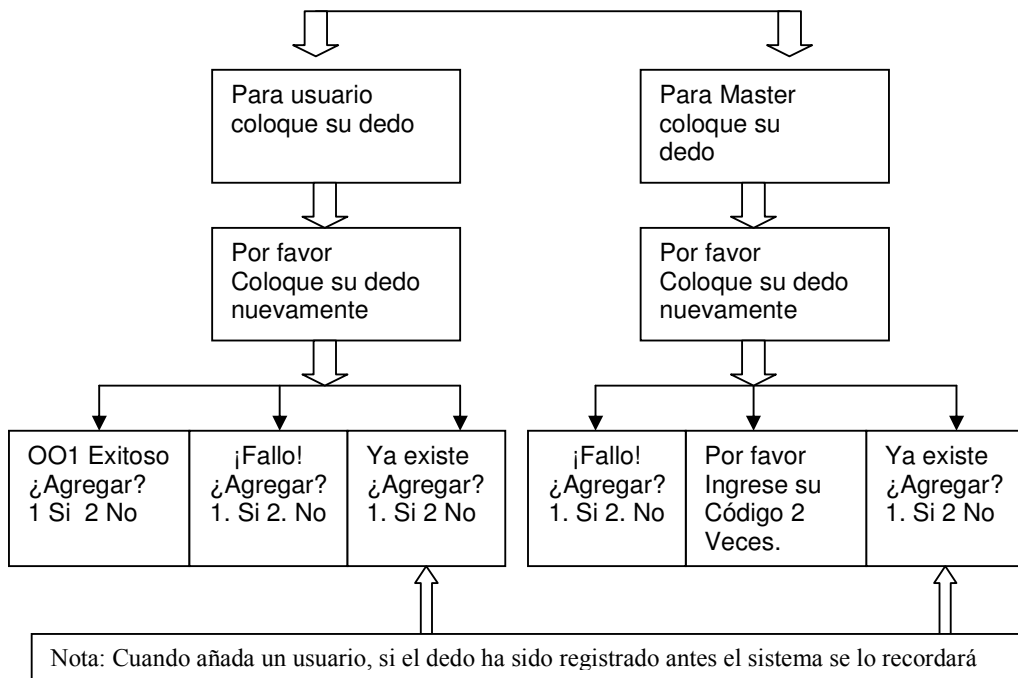 Para usuario
coloque su dedo
Para Master
coloque su
dedo
Por favor
Coloque su dedo
nuevamente
Por favor
Coloque su dedo
nuevamente
OO1 Exitoso
¿Agregar?
1 Si 2 No
¡Fallo!
¿Agregar?
1. Si 2. No
Ya existe
¿Agregar?
1. Si 2 No
¡Fallo!
¿Agregar?
1. Si 2. No
Por favor
Ingrese su
Código 2
Veces.
Ya existe
¿Agregar?
1. Si 2 No
Nota: Cuando añada un usuario, si el dedo ha sido registrado antes el sistema se lo recordará